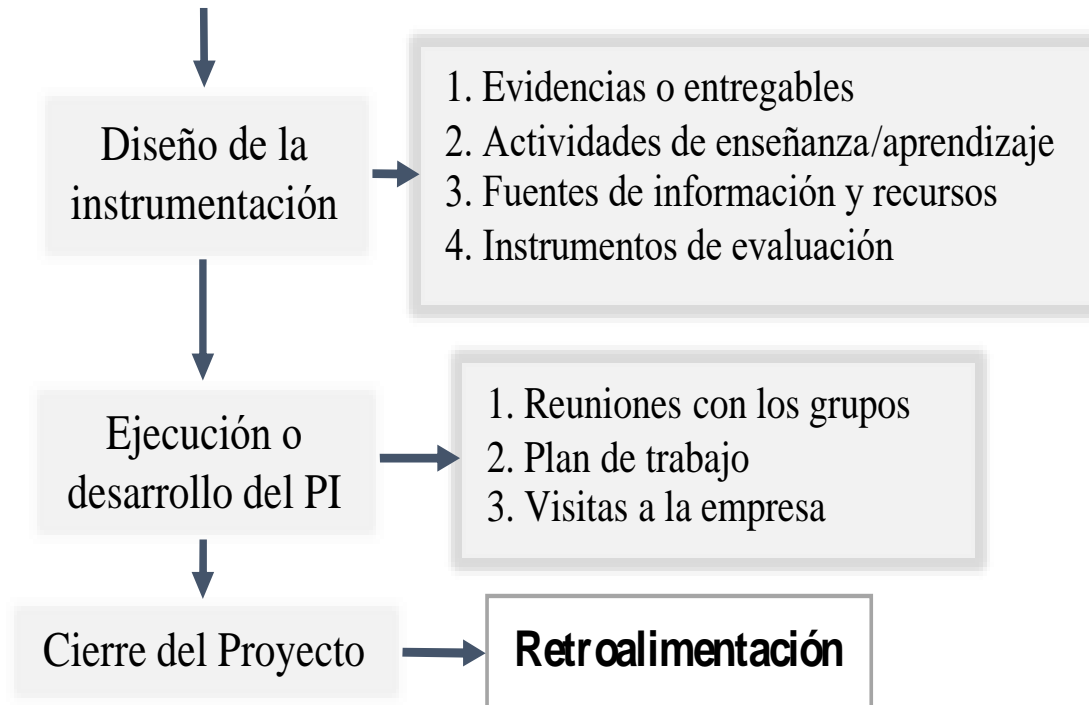 Diseño de la
instrumentación
1. Evidencias o entregables
2. Actividades de enseñanza/aprendizaje
3. Fuentes de información y recursos
4. Instrumentos de evaluación
Ejecución o
desarrollo del PI
1. Reuniones con los grupos
2. Plan de trabajo
3. Visitas a la empresa
Cierre del Proyecto
Retroalimentación